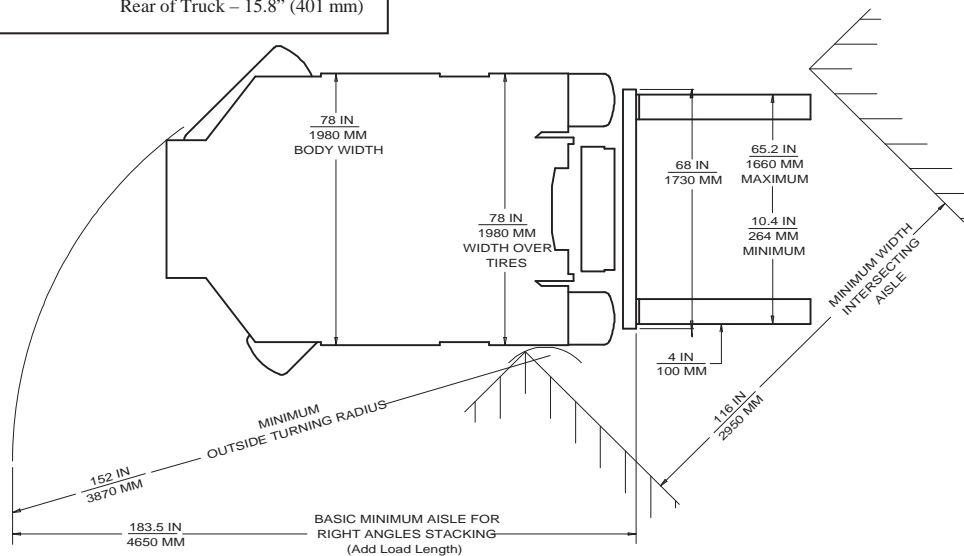 Rear of Truck – 15.8” (401 mm)
78 IN
1980 MM
BODY WIDTH
78 IN
1980 MM
WIDTH OVER
TIRES
68 IN
1730 MM
65.2 IN
1660 MM
MAXIMUM
10.4 IN
264 MM
MINIMUM
MINIMUM WIDTH
INTERSECTING
AISLE
4 IN
100 MM
116 IN
2950 MM
MINIMUM
OUTSIDE TURNING RADIUS
152 IN
3870 MM
183.5 IN
4650 MM
BASIC MINIMUM AISLE FOR
RIGHT ANGLES STACKING
(Add Load Length)